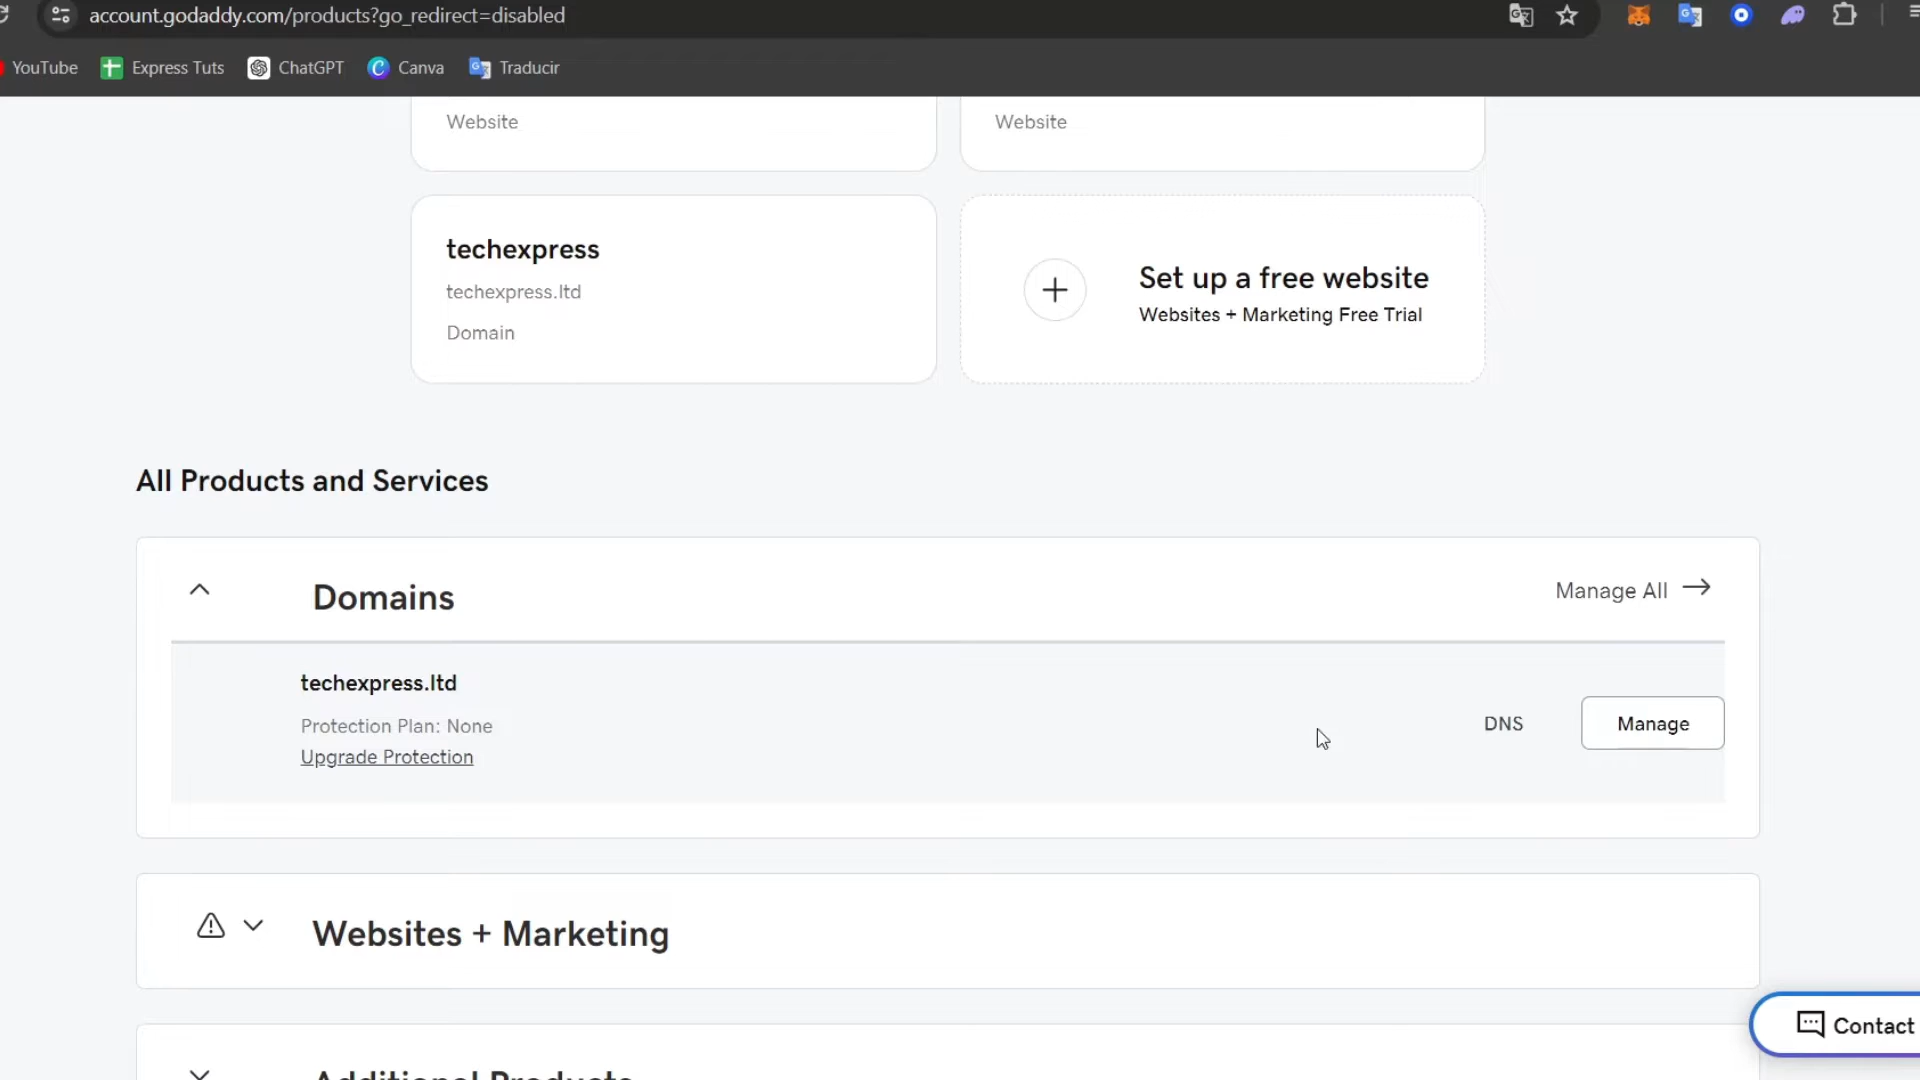 account.godaddy.com/products?go_redirect=disabled
YouTube Express Tuts ChatGPT Canva Traducir
Website Website
techexpress
techexpress.ltd
Domain
Set up a free website
Websites + Marketing Free Trial
All Products and Services
Domains
Manage All
techexpress.ltd
Protection Plan: None
Upgrade Protection
DNS
Manage
Websites + Marketing
Contact
Additional Products